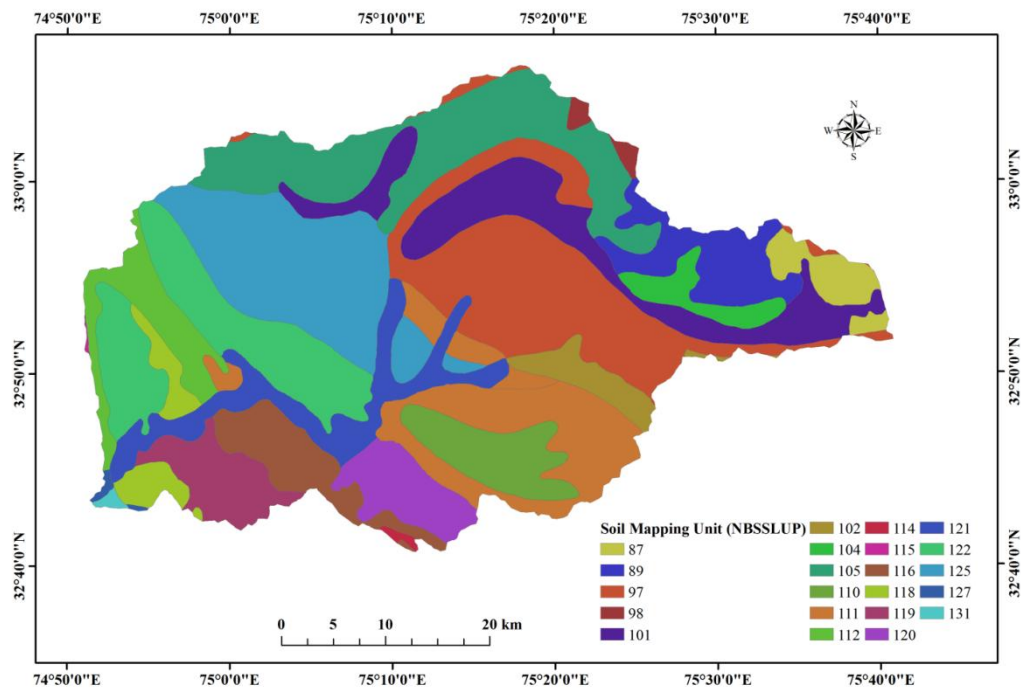 74°50'0"E 75°0'0"E 75°10'0"E 75°20'0"E 75°30'0"E 75°40'0"E
N
W E
S
33°0'0"N 33°0'0"N
32°50'0"N 32°50'0"N
32°40'0"N 32°40'0"N
Soil Mapping Unit (NBSSLUP)
87
89
97
98
101
102
104
105
110
111
112
114
115
116
118
119
120
121
122
125
127
131
0 5 10 20 km
74°50'0"E 75°0'0"E 75°10'0"E 75°20'0"E 75°30'0"E 75°40'0"E